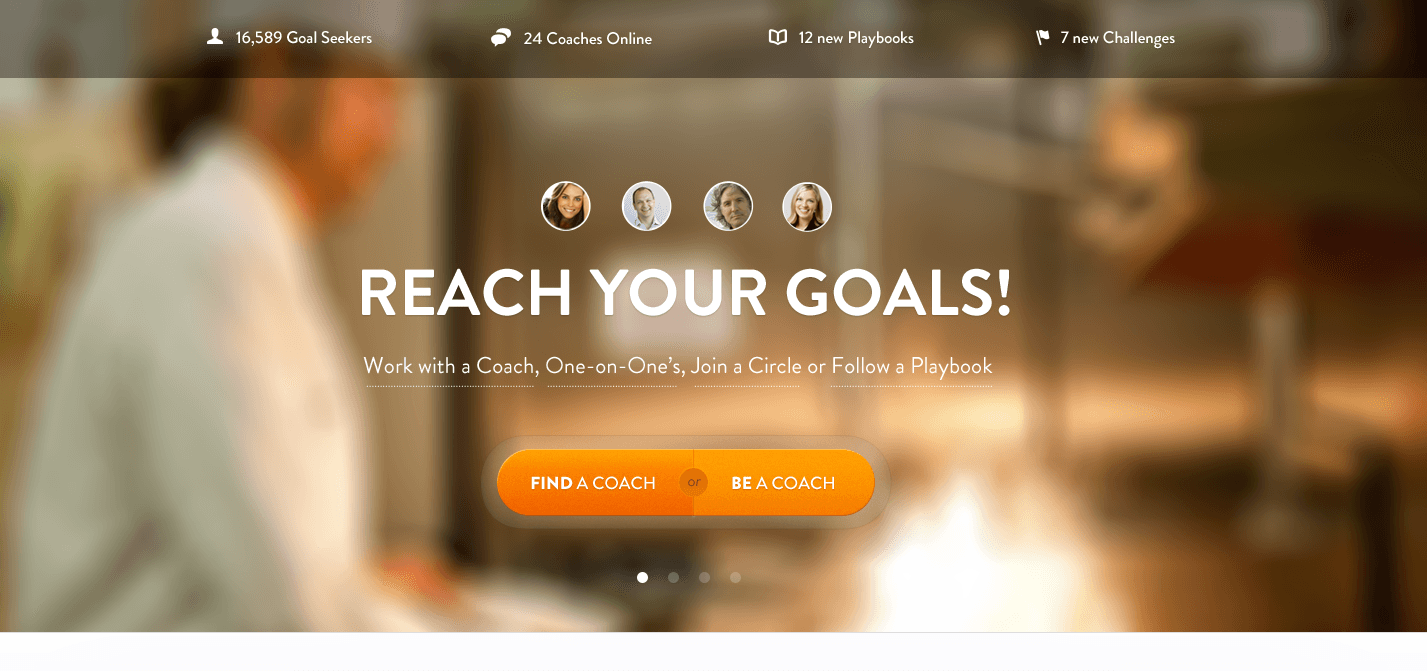 16,589 Goal Seekers
24 Coaches Online
12 new Playbooks
7 new Challenges
REACH YOUR GOALS!
Work with a Coach, One-on-One's, Join a Circle or Follow a Playbook
FIND A COACH or BE A COACH